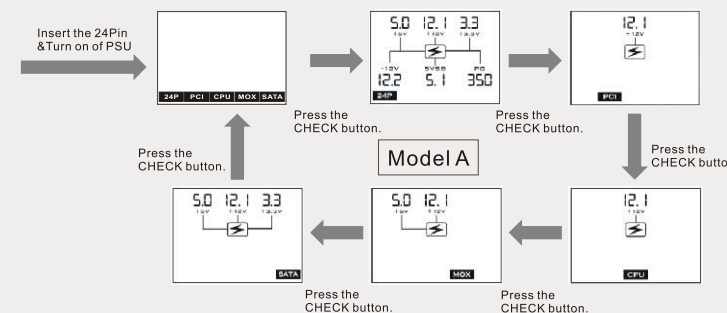 Insert the 24Pin
&Turn on of PSU
24P PCI CPU MOX SATA
Press the
CHECK button.
5.0 12.1 3.3
+5V +12V +3.3V
-12V 5VSB PG
12.2 5.1 350
24P
Press the
CHECK button.
12.1
+12V
PCI
Press the
CHECK butto
12.1
+12V
CPU
Press the
CHECK button.
5.0 12.1
+5V +12V
MOX
Press the
CHECK button.
5.0 12.1 3.3
+5V +12V +3.3V
SATA
Press the
CHECK button.
Model A